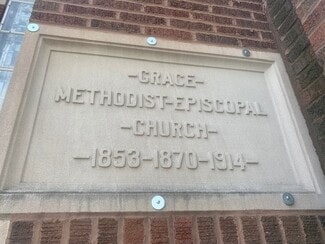 -GRACE-
METHODIST-EPISCOPAL
-CHURCH-
-1853-1870-1914-